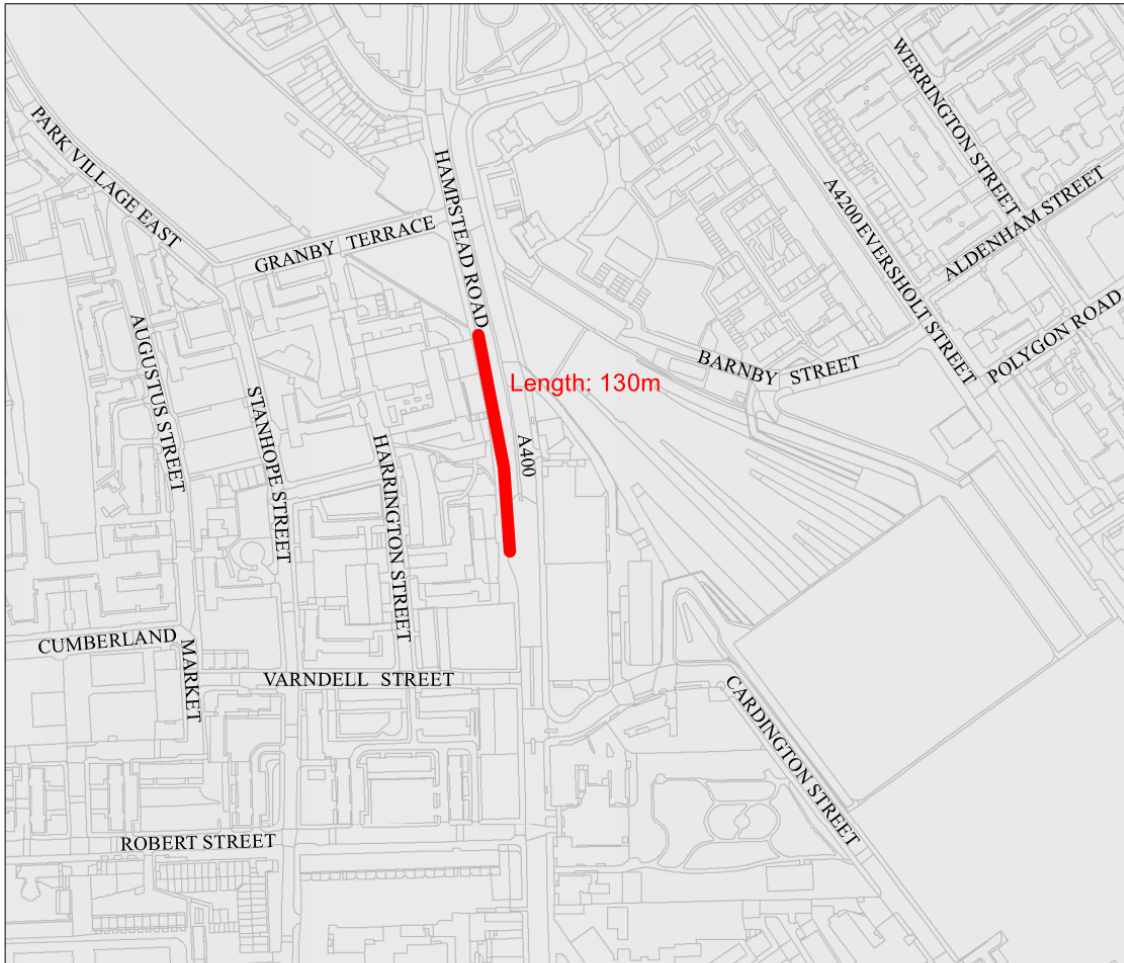 WERRINGTON STREET
PARK VILLAGE EAST
HAMPSTEAD ROAD
ALDENHAM STREET
A4200 EVERSHOLT STREET
GRANBY TERRACE
POLYGON ROAD
AUGUSTUS STREET
BARNBY STREET
Length: 130m
STANHOPE STREET
HARRINGTON STREET
A400
CUMBERLAND
MARKET
VARNDELL STREET
CARDINGTON STREET
ROBERT STREET